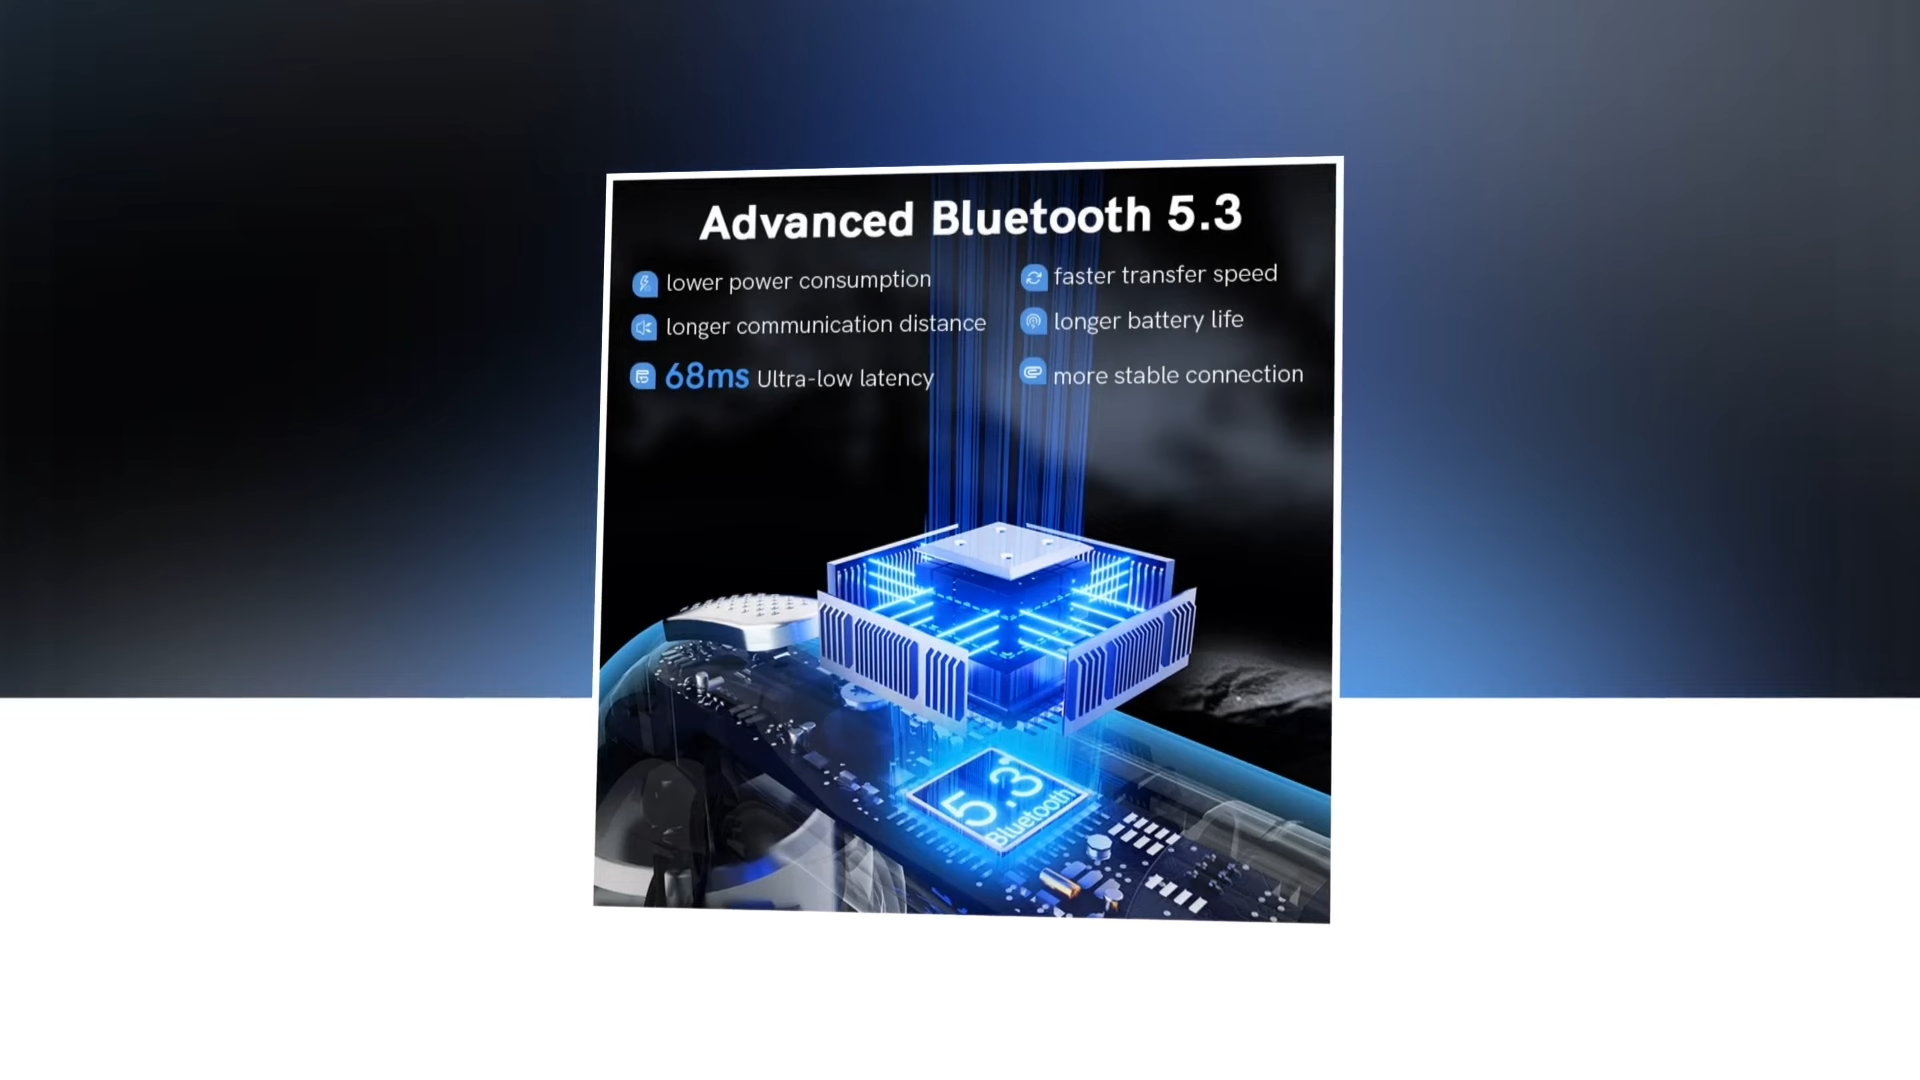 Advanced Bluetooth 5.3
lower power consumption
faster transfer speed
longer communication distance
longer battery life
68ms Ultra-low latency
more stable connection
5.3
Bluetooth